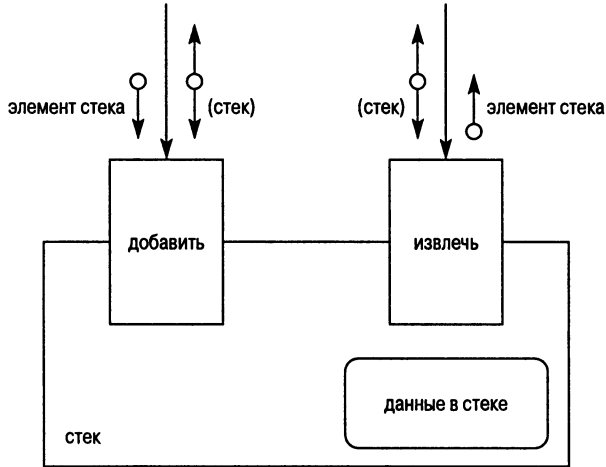 элемент стека
(стек)
(стек)
элемент стека
добавить
извлечь
данные в стеке
стек